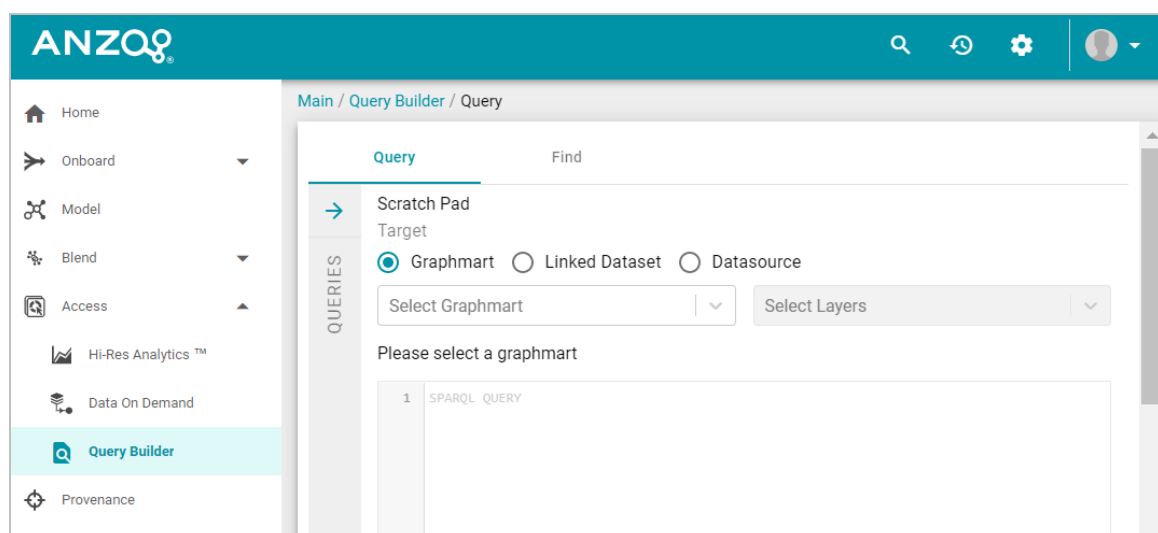 ANZO®
Home
Onboard
Model
Blend
Access
Hi-Res Analytics ™
Data On Demand
Query Builder
Provenance
Main / Query Builder / Query
Query Find
Scratch Pad
Target
Graphmart Linked Dataset Datasource
Select Graphmart Select Layers
Please select a graphmart
1 SPARQL QUERY
QUERIES